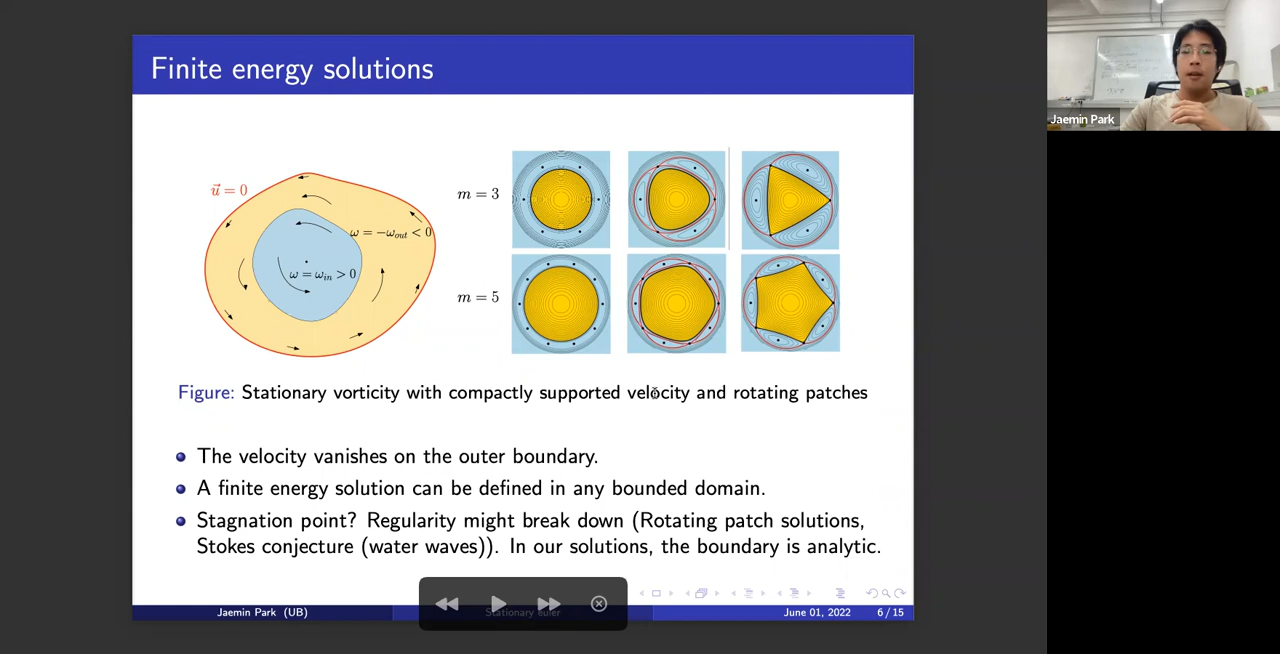 Finite energy solutions
u⃗ = 0
ω = −ω_out < 0
ω = ω_in > 0
m = 3
m = 5
Figure: Stationary vorticity with compactly supported velocity and rotating patches
The velocity vanishes on the outer boundary.
A finite energy solution can be defined in any bounded domain.
Stagnation point? Regularity might break down (Rotating patch solutions,
Stokes conjecture (water waves)). In our solutions, the boundary is analytic.
Jaemin Park (UB)
Stationary euler
June 01, 2022
6 / 15
Jaemin Park